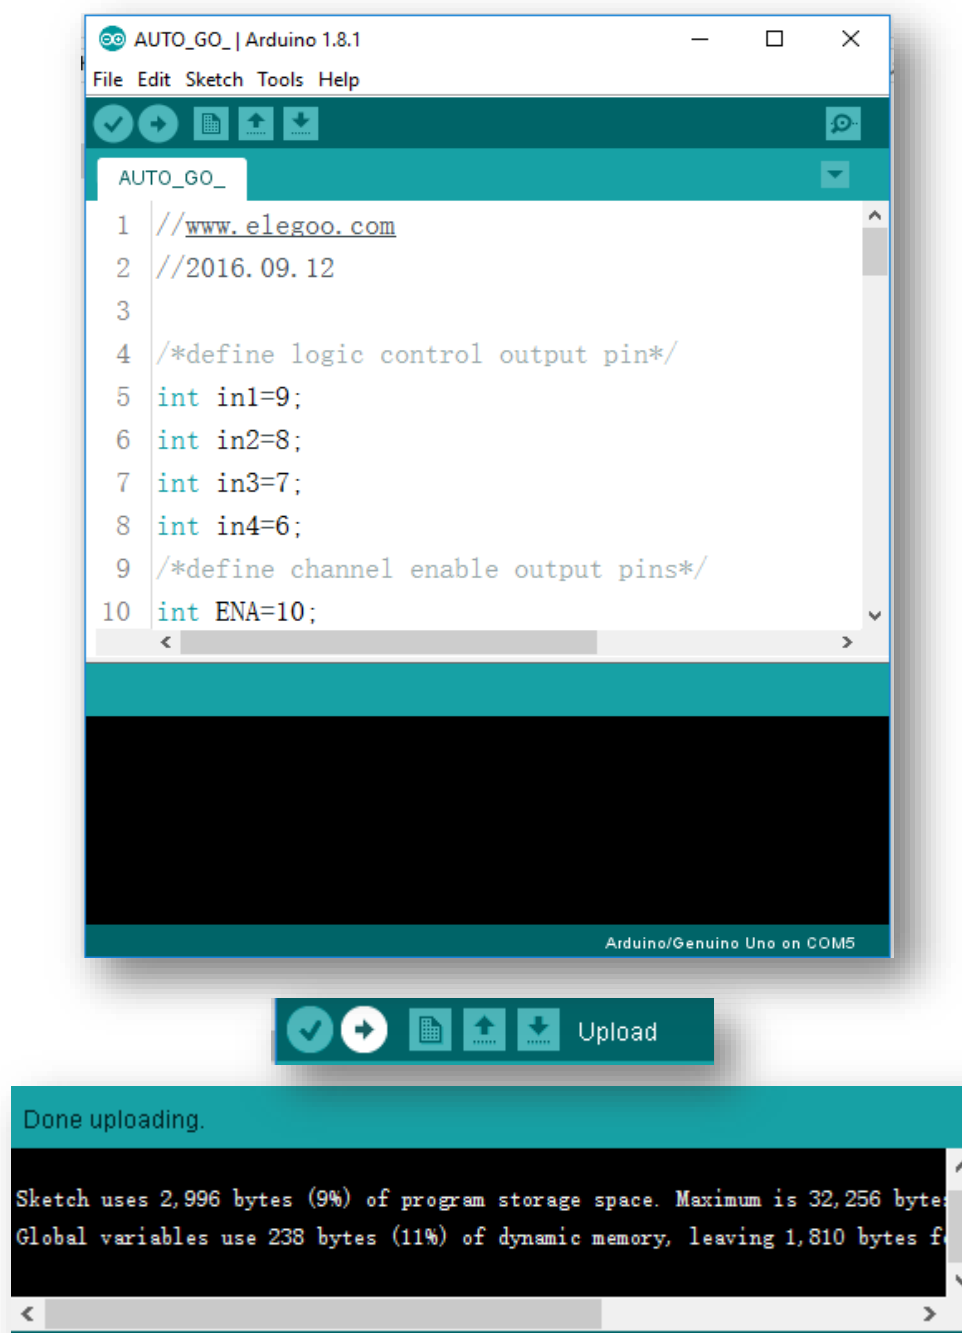 AUTO_GO_ | Arduino 1.8.1
File Edit Sketch Tools Help
AUTO_GO_
1 //www.elegoo.com
2 //2016.09.12
3
4 /*define logic control output pin*/
5 int in1=9;
6 int in2=8;
7 int in3=7;
8 int in4=6;
9 /*define channel enable output pins*/
10 int ENA=10;
Arduino/Genuino Uno on COM5
Upload
Done uploading.
Sketch uses 2,996 bytes (9%) of program storage space. Maximum is 32,256 bytes
Global variables use 238 bytes (11%) of dynamic memory, leaving 1,810 bytes